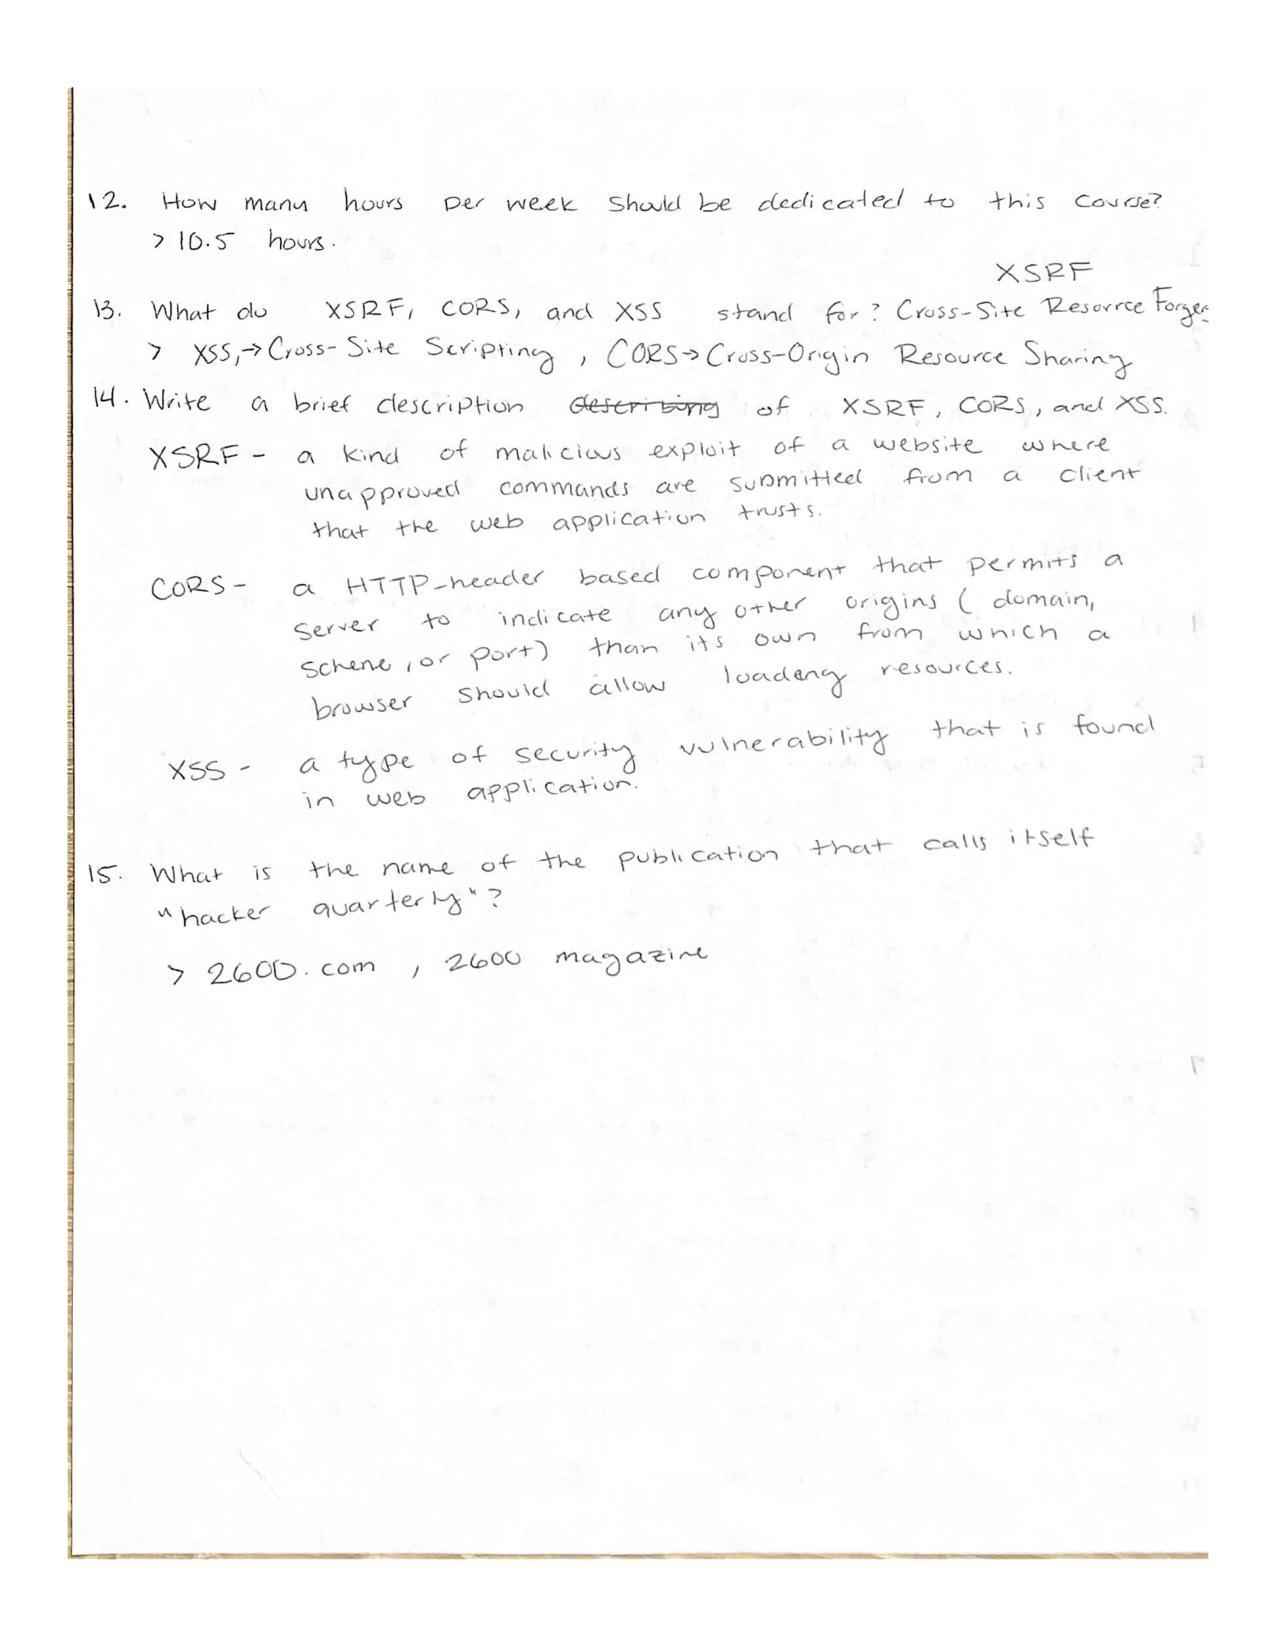 12. How many hours per week should be dedicated to this course?
> 10.5 hours.
XSRF
13. What do XSRF, CORS, and XSS stand for? Cross-Site Resource Forger
> XSS,→Cross-Site Scripting, CORS→Cross-Origin Resource Sharing
14. Write a brief description describing of XSRF, CORS, and XSS.
XSRF - a kind of malicious exploit of a website where
unapproved commands are submitted from a client
that the web application trusts.
CORS - a HTTP-header based component that permits a
server to indicate any other origins (domain,
scheme, or port) than its own from which a
browser should allow loading resources.
XSS - a type of security vulnerability that is found
in web application.
15. What is the name of the publication that calls itself
"hacker quarterly"?
> 2600.com, 2600 magazine